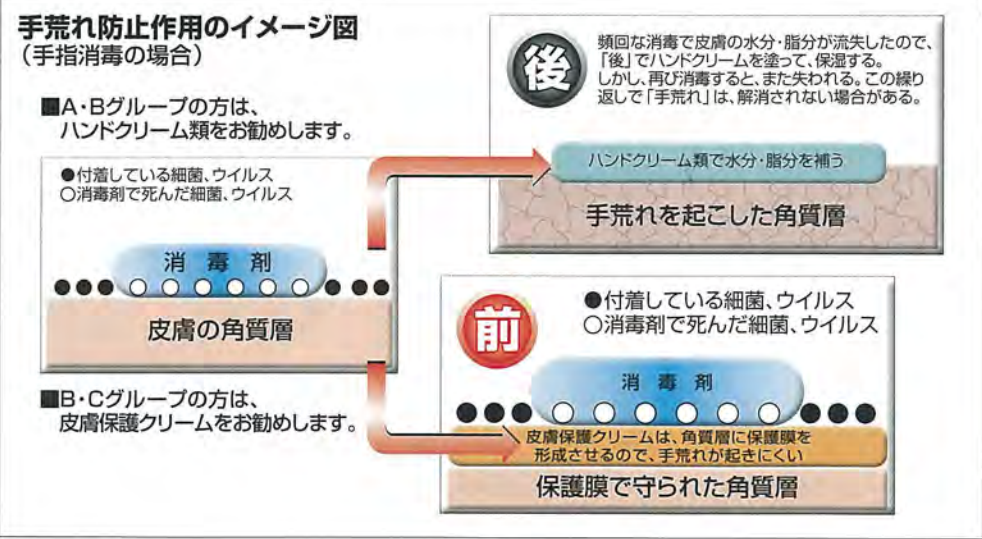 手荒れ防止作用のイメージ図
（手指消毒の場合）
■A・Bグループの方は、
ハンドクリーム類をお勧めします。
●付着している細菌、ウイルス
○消毒剤で死んだ細菌、ウイルス
消毒剤
皮膚の角質層
■B・Cグループの方は、
皮膚保護クリームをお勧めします。
後
頻回な消毒で皮膚の水分・脂分が流失したので、
「後」でハンドクリームを塗って、保湿する。
しかし、再び消毒すると、また失われる。この繰り
返しで「手荒れ」は、解消されない場合がある。
ハンドクリーム類で水分・脂分を補う
手荒れを起こした角質層
前
●付着している細菌、ウイルス
○消毒剤で死んだ細菌、ウイルス
消毒剤
皮膚保護クリームは、角質層に保護膜を
形成させるので、手荒れが起きにくい
保護膜で守られた角質層